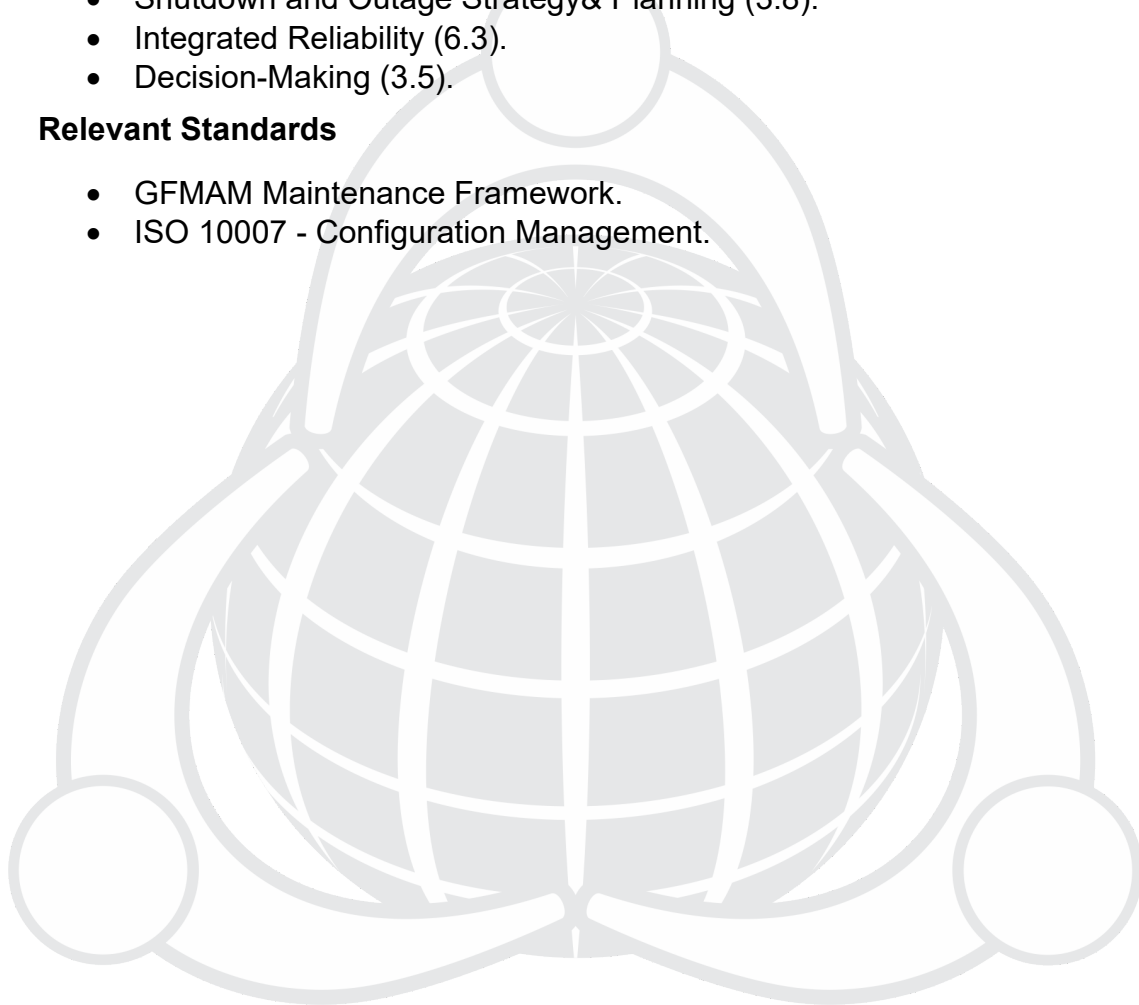 • Shutdown and Outage Strategy& Planning (3.8).
• Integrated Reliability (6.3).
• Decision-Making (3.5).
Relevant Standards
• GFMAM Maintenance Framework.
• ISO 10007 - Configuration Management.